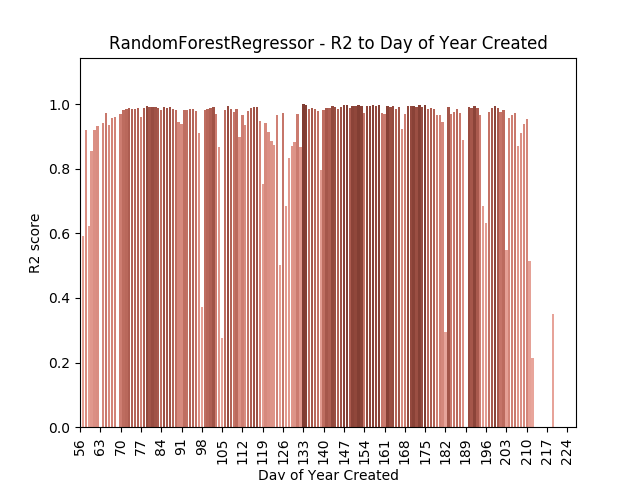 RandomForestRegressor - R2 to Day of Year Created
R2 score
1.0
0.8
0.6
0.4
0.2
0.0
56 63 70 77 84 91 98 105 112 119 126 133 140 147 154 161 168 175 182 189 196 203 210 217 224
Day of Year Created